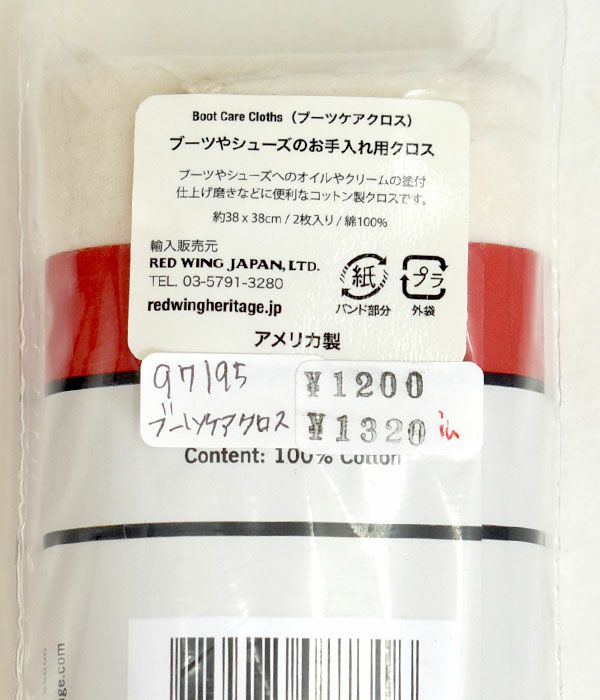 Boot Care Cloths（ブーツケアクロス）
ブーツやシューズのお手入れ用クロス
ブーツやシューズへのオイルやクリームの塗付
仕上げ磨きなどに便利なコットン製クロスです。
約38 x 38cm / 2枚入り / 綿100%
輸入販売元
RED WING JAPAN, LTD.
TEL. 03-5791-3280
redwingheritage.jp
紙
バンド部分
プラ
外袋
アメリカ製
97195
ブーツケアクロス
¥1200
¥1320
Content: 100% Cotton
ge.com